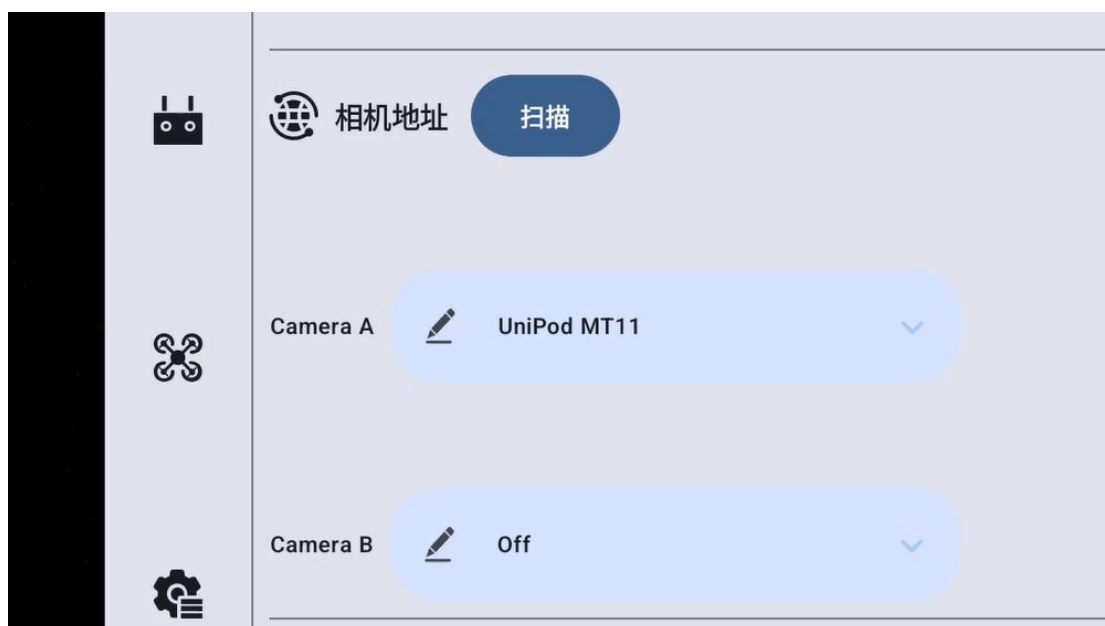 相机地址 扫描
Camera A UniPod MT11
Camera B Off